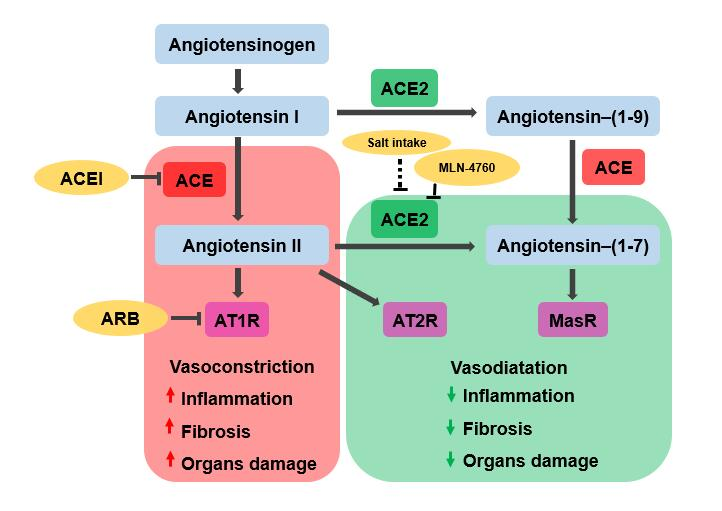 Angiotensinogen
ACE2
Angiotensin I
Angiotensin–(1-9)
Salt intake
MLN-4760
ACEI
ACE
ACE
ACE2
Angiotensin II
Angiotensin–(1-7)
ARB
AT1R
AT2R
MasR
Vasoconstriction
Inflammation
Fibrosis
Organs damage
Vasodiatation
Inflammation
Fibrosis
Organs damage